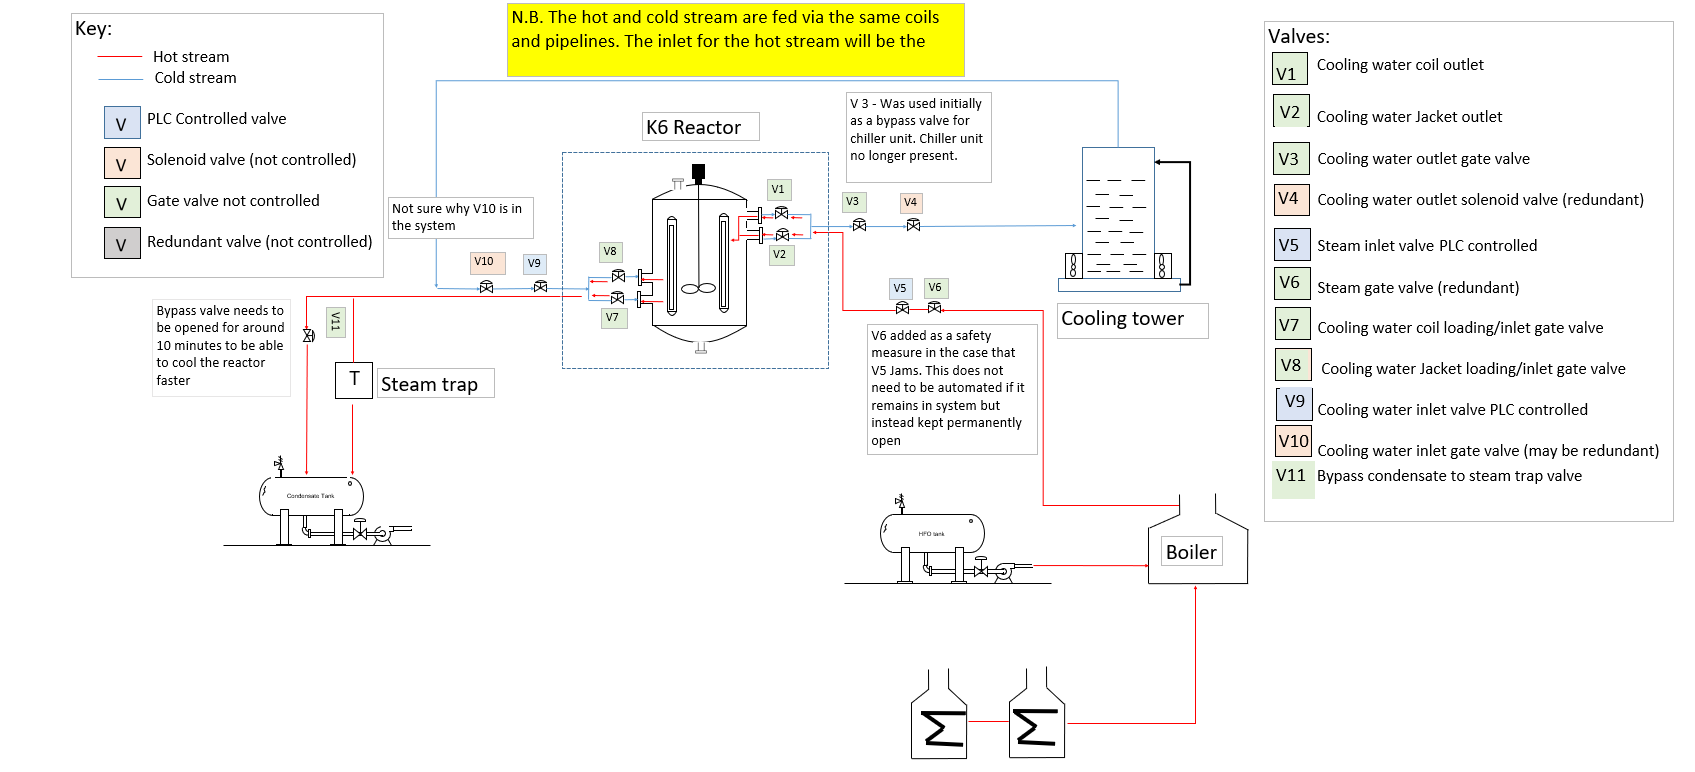 Key:
Hot stream
Cold stream
V PLC Controlled valve
V Solenoid valve (not controlled)
V Gate valve not controlled
V Redundant valve (not controlled)
N.B. The hot and cold stream are fed via the same coils
and pipelines. The inlet for the hot stream will be the
K6 Reactor
V 3 - Was used initially
as a bypass valve for
chiller unit. Chiller unit
no longer present.
Not sure why V10 is in
the system
V10
V9
V8
V7
V1
V2
V3
V4
V5
V6
Cooling tower
V6 added as a safety
measure in the case that
V5 Jams. This does not
need to be automated if it
remains in system but
instead kept permanently
open
Bypass valve needs to
be opened for around
10 minutes to be able
to cool the reactor
faster
V11
T
Steam trap
Condensate Tank
HFO tank
Boiler
Valves:
V1 Cooling water coil outlet
V2 Cooling water Jacket outlet
V3 Cooling water outlet gate valve
V4 Cooling water outlet solenoid valve (redundant)
V5 Steam inlet valve PLC controlled
V6 Steam gate valve (redundant)
V7 Cooling water coil loading/inlet gate valve
V8 Cooling water Jacket loading/inlet gate valve
V9 Cooling water inlet valve PLC controlled
V10 Cooling water inlet gate valve (may be redundant)
V11 Bypass condensate to steam trap valve